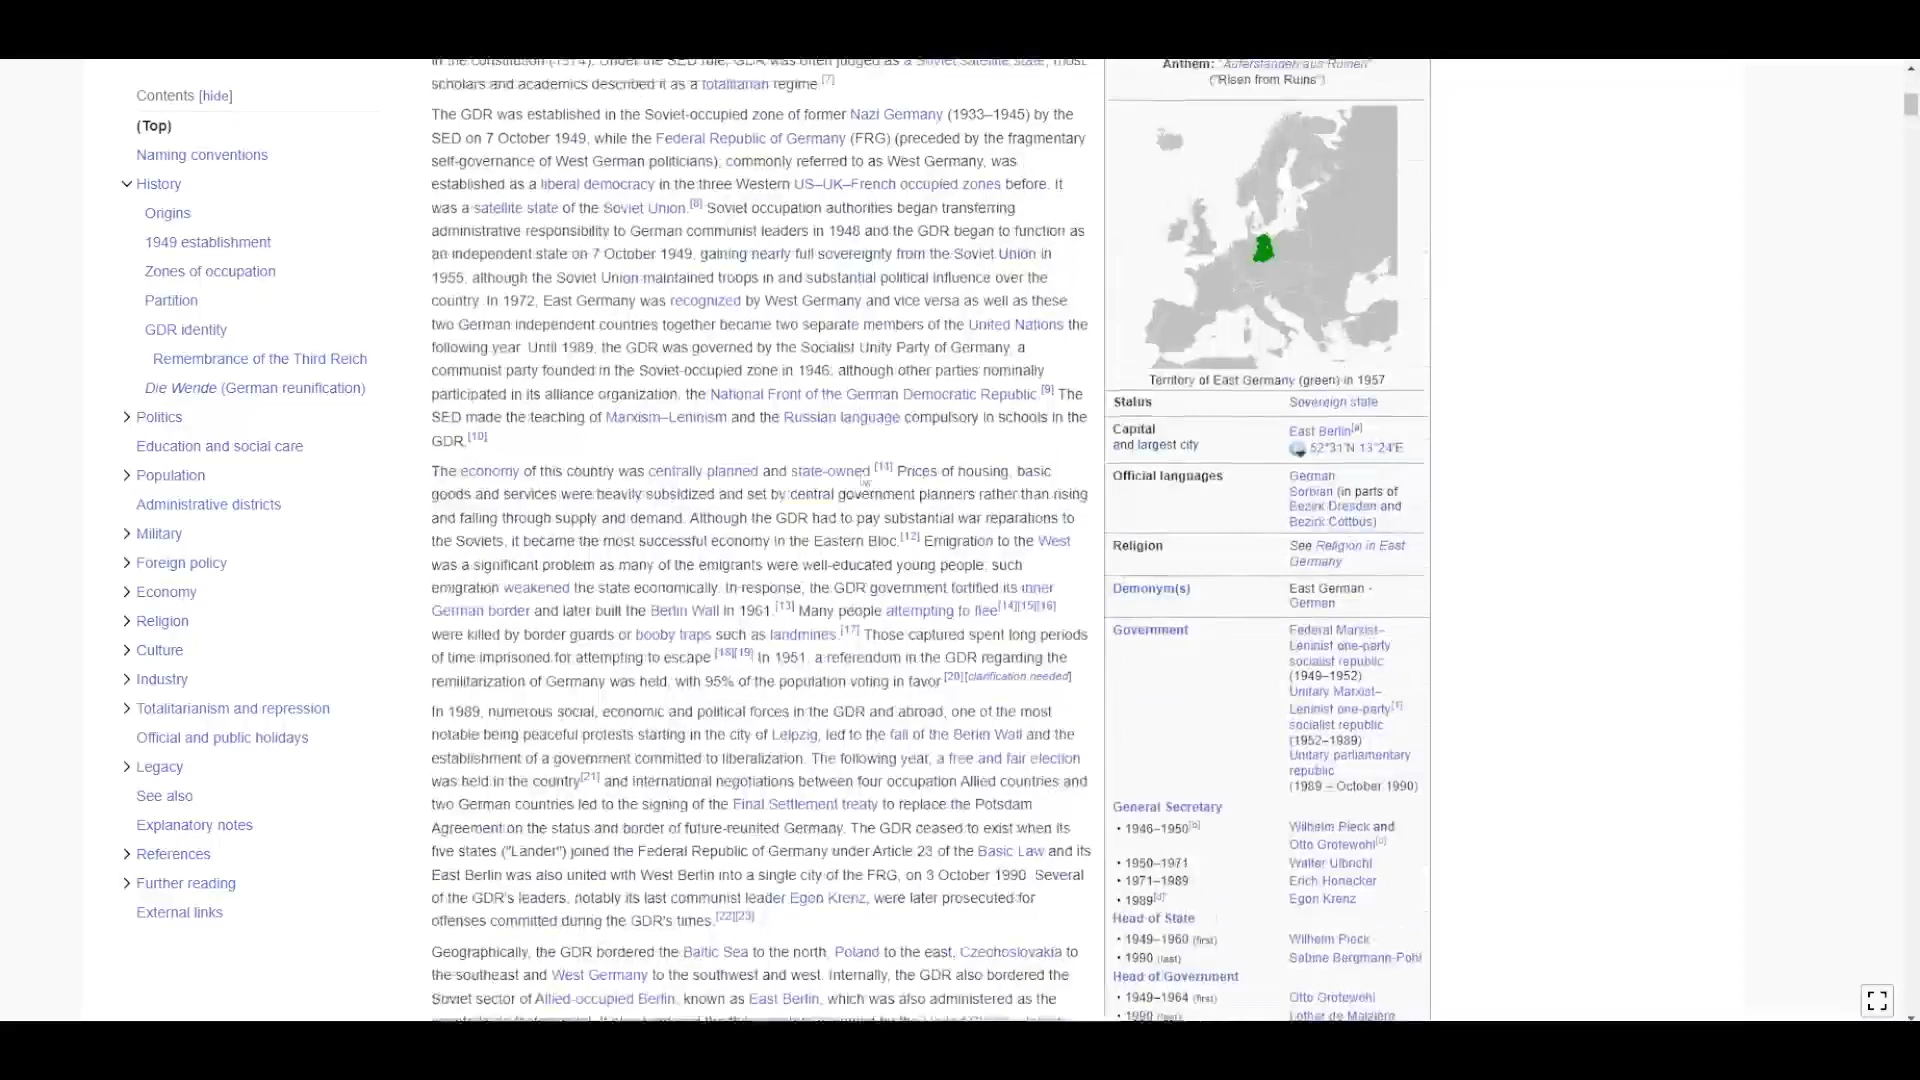 Contents [hide]
(Top)
Naming conventions
History
Origins
1949 establishment
Zones of occupation
Partition
GDR identity
Remembrance of the Third Reich
Die Wende (German reunification)
Politics
Education and social care
Population
Administrative districts
Military
Foreign policy
Economy
Religion
Culture
Industry
Totalitarianism and repression
Official and public holidays
Legacy
See also
Explanatory notes
References
Further reading
External links
in the constitution (1974). Under the SED rule, GDR was often judged as a Soviet satellite state, most
scholars and academics described it as a totalitarian regime.[7]
The GDR was established in the Soviet-occupied zone of former Nazi Germany (1933–1945) by the
SED on 7 October 1949, while the Federal Republic of Germany (FRG) (preceded by the fragmentary
self-governance of West German politicians), commonly referred to as West Germany, was
established as a liberal democracy in the three Western US–UK–French occupied zones before. It
was a satellite state of the Soviet Union.[8] Soviet occupation authorities began transferring
administrative responsibility to German communist leaders in 1948 and the GDR began to function as
an independent state on 7 October 1949, gaining nearly full sovereignty from the Soviet Union in
1955, although the Soviet Union maintained troops in and substantial political influence over the
country. In 1972, East Germany was recognized by West Germany and vice versa as well as these
two German independent countries together became two separate members of the United Nations the
following year. Until 1989, the GDR was governed by the Socialist Unity Party of Germany, a
communist party founded in the Soviet-occupied zone in 1946, although other parties nominally
participated in its alliance organization, the National Front of the German Democratic Republic.[9] The
SED made the teaching of Marxism–Leninism and the Russian language compulsory in schools in the
GDR.[10]
The economy of this country was centrally planned and state-owned.[11] Prices of housing, basic
goods and services were heavily subsidized and set by central government planners rather than rising
and falling through supply and demand. Although the GDR had to pay substantial war reparations to
the Soviets, it became the most successful economy in the Eastern Bloc.[12] Emigration to the West
was a significant problem as many of the emigrants were well-educated young people; such
emigration weakened the state economically. In response, the GDR government fortified its inner
German border and later built the Berlin Wall in 1961.[13] Many people attempting to flee[14][15][16]
were killed by border guards or booby traps such as landmines.[17] Those captured spent long periods
of time imprisoned for attempting to escape.[18][19] In 1951, a referendum in the GDR regarding the
remilitarization of Germany was held, with 95% of the population voting in favor.[20][clarification needed]
In 1989, numerous social, economic and political forces in the GDR and abroad, one of the most
notable being peaceful protests starting in the city of Leipzig, led to the fall of the Berlin Wall and the
establishment of a government committed to liberalization. The following year, a free and fair election
was held in the country[21] and international negotiations between four occupation Allied countries and
two German countries led to the signing of the Final Settlement treaty to replace the Potsdam
Agreement on the status and border of future-reunited Germany. The GDR ceased to exist when its
five states ("Länder") joined the Federal Republic of Germany under Article 23 of the Basic Law and its
East Berlin was also united with West Berlin into a single city of the FRG, on 3 October 1990. Several
of the GDR's leaders, notably its last communist leader Egon Krenz, were later prosecuted for
offenses committed during the GDR's times.[22][23]
Geographically, the GDR bordered the Baltic Sea to the north, Poland to the east, Czechoslovakia to
the southeast and West Germany to the southwest and west. Internally, the GDR also bordered the
Soviet sector of Allied-occupied Berlin, known as East Berlin, which was also administered as the
Anthem: "Auferstanden aus Ruinen"
("Risen from Ruins")
Territory of East Germany (green) in 1957
Status Sovereign state
Capital
and largest city
East Berlin[a]
52°31′N 13°24′E
Official languages German
Sorbian (in parts of
Bezirk Dresden and
Bezirk Cottbus)
Religion See Religion in East
Germany
Demonym(s) East German
German
Government Federal Marxist–
Leninist one-party
socialist republic
(1949–1952)
Unitary Marxist–
Leninist one-party[1]
socialist republic
(1952–1989)
Unitary parliamentary
republic
(1989 – October 1990)
General Secretary
• 1946–1950[b] Wilhelm Pieck and
Otto Grotewohl[c]
• 1950–1971 Walter Ulbricht
• 1971–1989 Erich Honecker
• 1989[d] Egon Krenz
Head of State
• 1949–1960 (first) Wilhelm Pieck
• 1990 (last) Sabine Bergmann-Pohl
Head of Government
• 1949–1964 (first) Otto Grotewohl
• 1990 (last) Lothar de Maizière